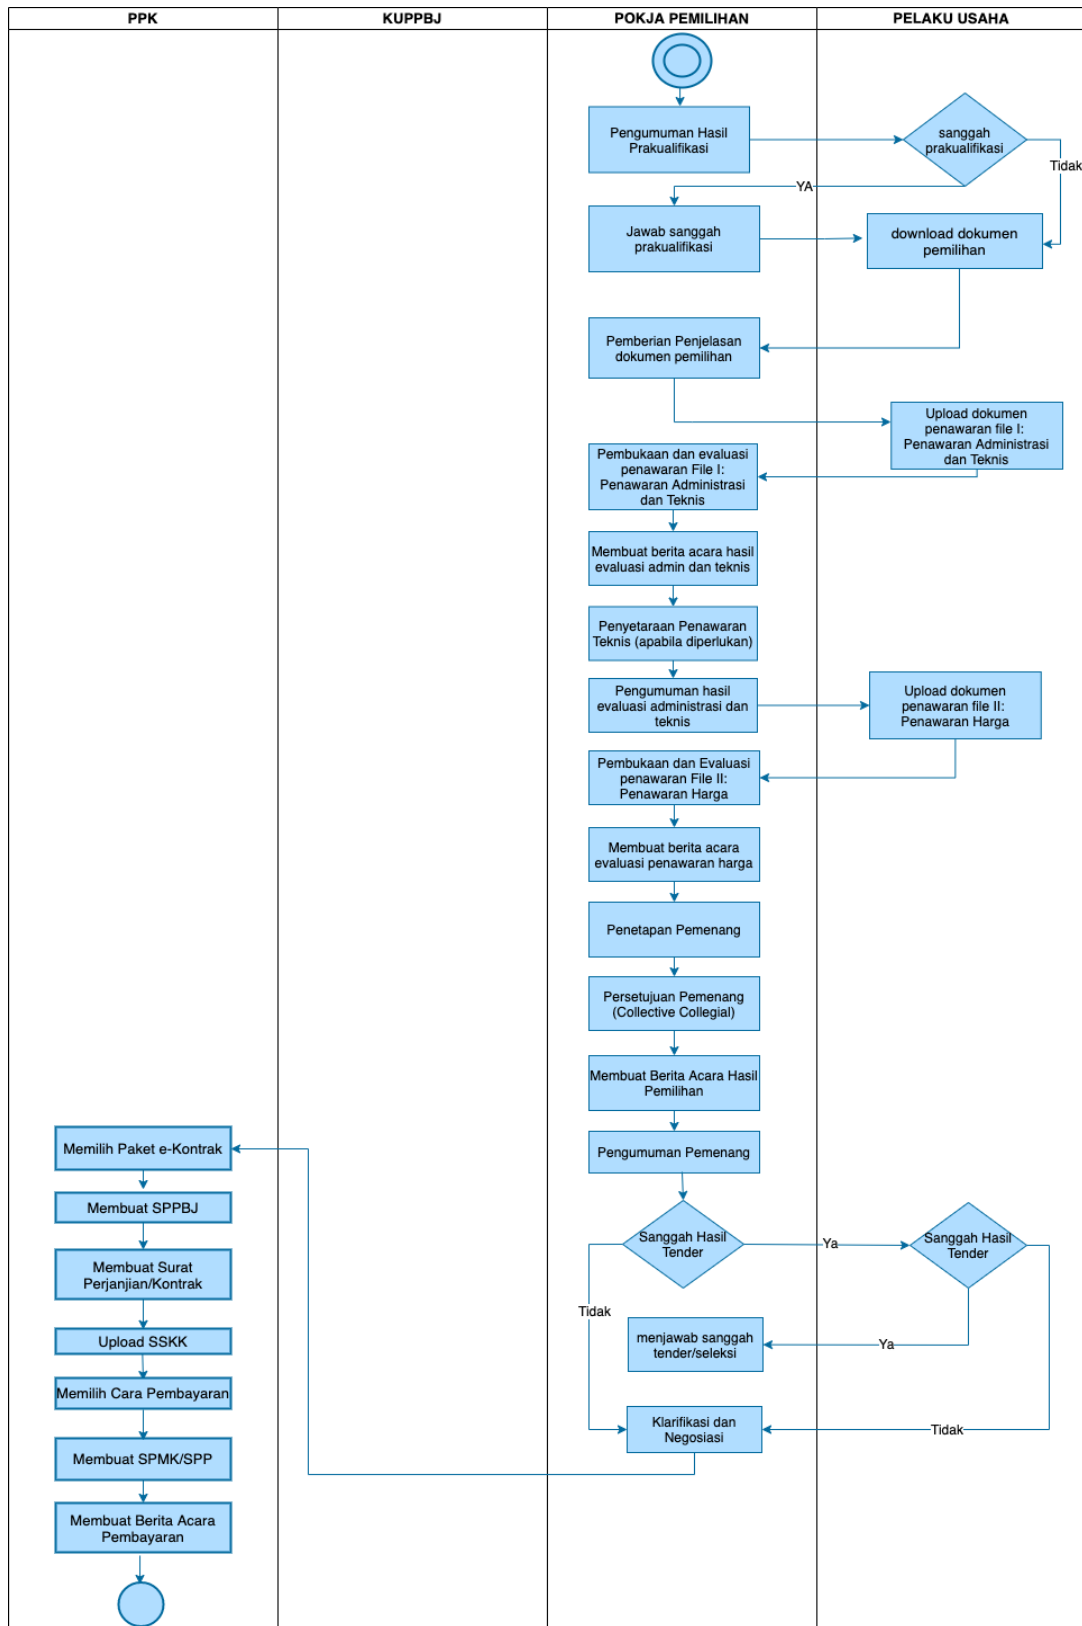 PPK
KUPPBJ
POKJA PEMILIHAN
PELAKU USAHA
Pengumuman Hasil
Prakualifikasi
sanggah
prakualifikasi
Tidak
YA
Jawab sanggah
prakualifikasi
download dokumen
pemilihan
Pemberian Penjelasan
dokumen pemilihan
Upload dokumen
penawaran file I:
Penawaran Administrasi
dan Teknis
Pembukaan dan evaluasi
penawaran File I:
Penawaran Administrasi
dan Teknis
Membuat berita acara hasil
evaluasi admin dan teknis
Penyetaraan Penawaran
Teknis (apabila diperlukan)
Pengumuman hasil
evaluasi administrasi dan
teknis
Upload dokumen
penawaran file II:
Penawaran Harga
Pembukaan dan Evaluasi
penawaran File II:
Penawaran Harga
Membuat berita acara
evaluasi penawaran harga
Penetapan Pemenang
Persetujuan Pemenang
(Collective Collegial)
Membuat Berita Acara Hasil
Pemilihan
Pengumuman Pemenang
Sanggah Hasil
Tender
Ya
Sanggah Hasil
Tender
Tidak
menjawab sanggah
tender/seleksi
Ya
Klarifikasi dan
Negosiasi
Tidak
Memilih Paket e-Kontrak
Membuat SPPBJ
Membuat Surat
Perjanjian/Kontrak
Upload SSKK
Memilih Cara Pembayaran
Membuat SPMK/SPP
Membuat Berita Acara
Pembayaran